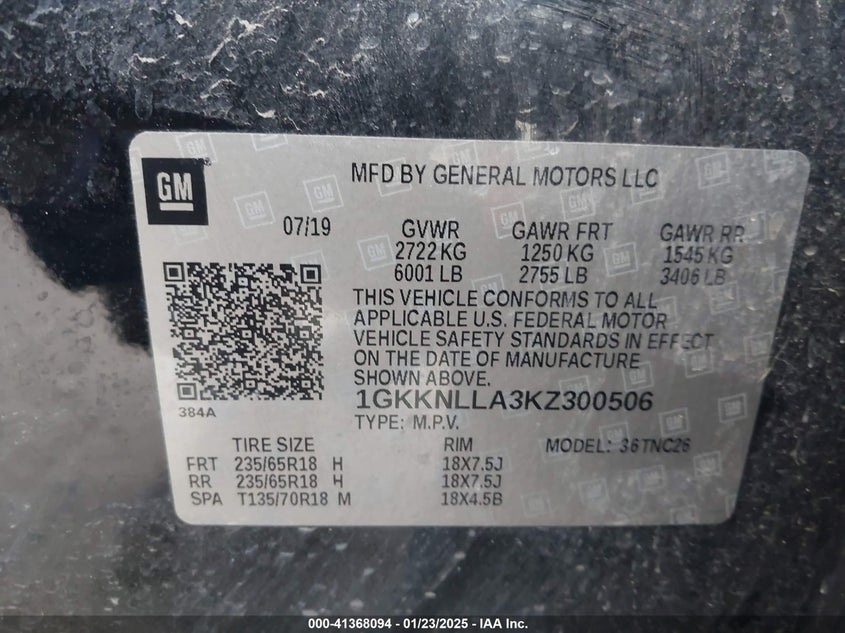 GM
MFD BY GENERAL MOTORS LLC
07/19 GVWR GAWR FRT GAWR RR
2722 KG 1250 KG 1545 KG
6001 LB 2755 LB 3406 LB
THIS VEHICLE CONFORMS TO ALL
APPLICABLE U.S. FEDERAL MOTOR
VEHICLE SAFETY STANDARDS IN EFFECT
ON THE DATE OF MANUFACTURE
SHOWN ABOVE.
1GKKNLLA3KZ300506
384A
TYPE: M.P.V.
TIRE SIZE RIM MODEL: 36TNC26
FRT 235/65R18 H 18X7.5J
RR 235/65R18 H 18X7.5J
SPA T135/70R18 M 18X4.5B
000-41368094 - 01/23/2025 - IAA Inc.